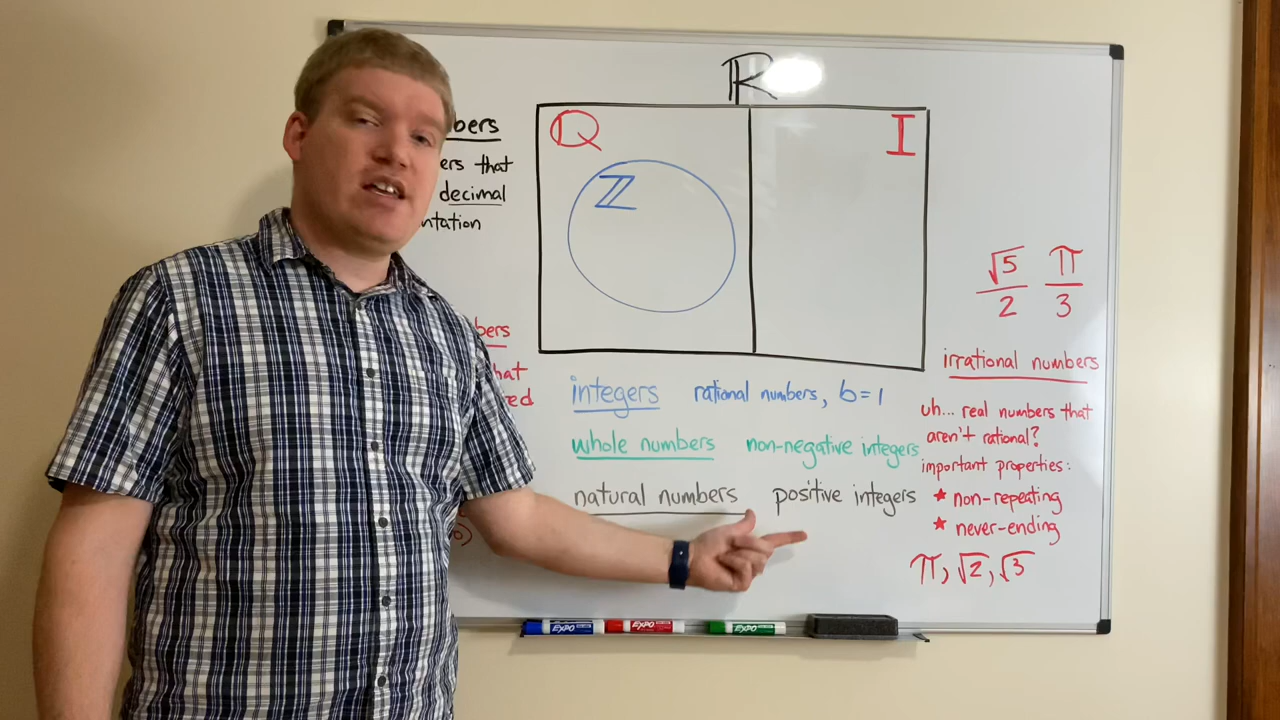 ℝ
Q
I
ℤ
bers
ers that
decimal
ntation
bers
hat
ed
√5/2 π/3
integers rational numbers, b=1
whole numbers non-negative integers
natural numbers positive integers
irrational numbers
uh... real numbers that
aren't rational?
important properties:
★ non-repeating
★ never-ending
π, √2, √3
EXPO
EXPO
EXPO